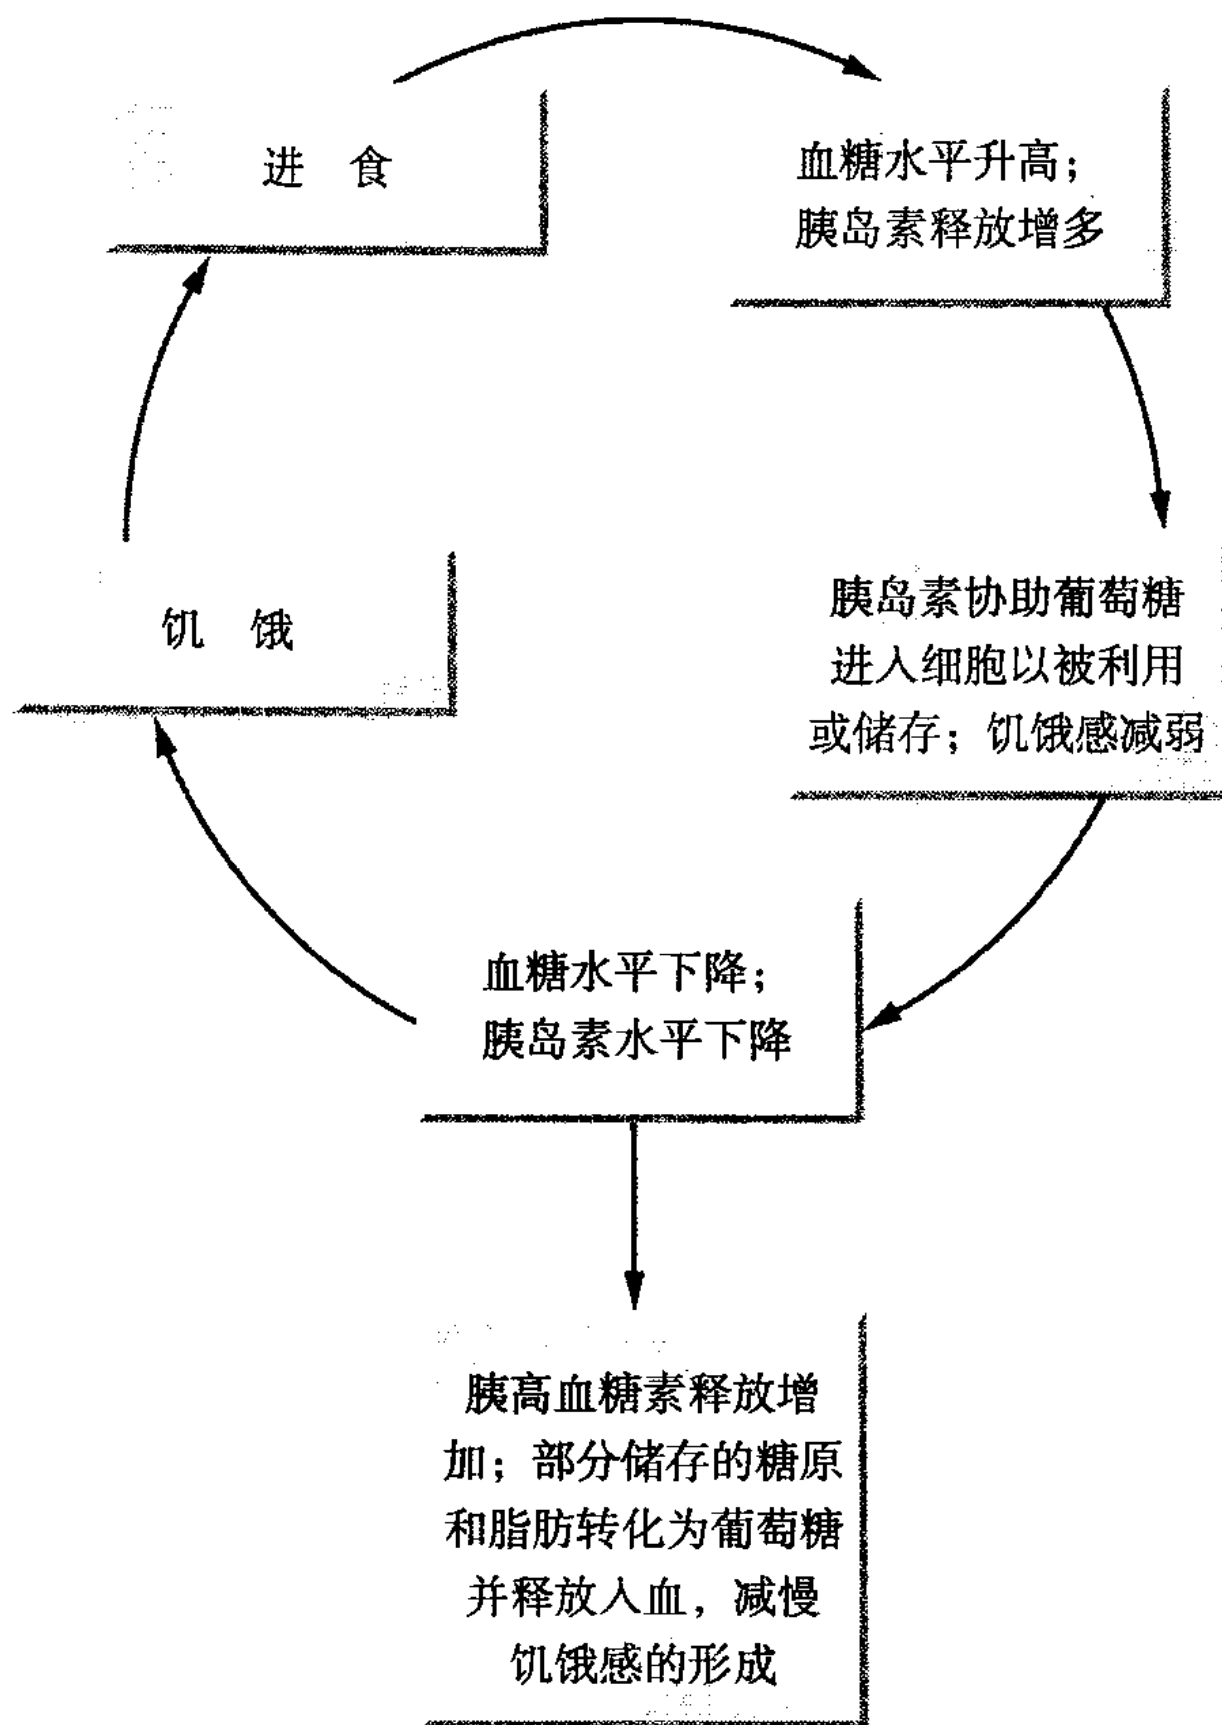 进 食
血糖水平升高；
胰岛素释放增多
胰岛素协助葡萄糖
进入细胞以被利用
或储存；饥饿感减弱
饥 饿
血糖水平下降；
胰岛素水平下降
胰高血糖素释放增
加；部分储存的糖原
和脂肪转化为葡萄糖
并释放入血，减慢
饥饿感的形成